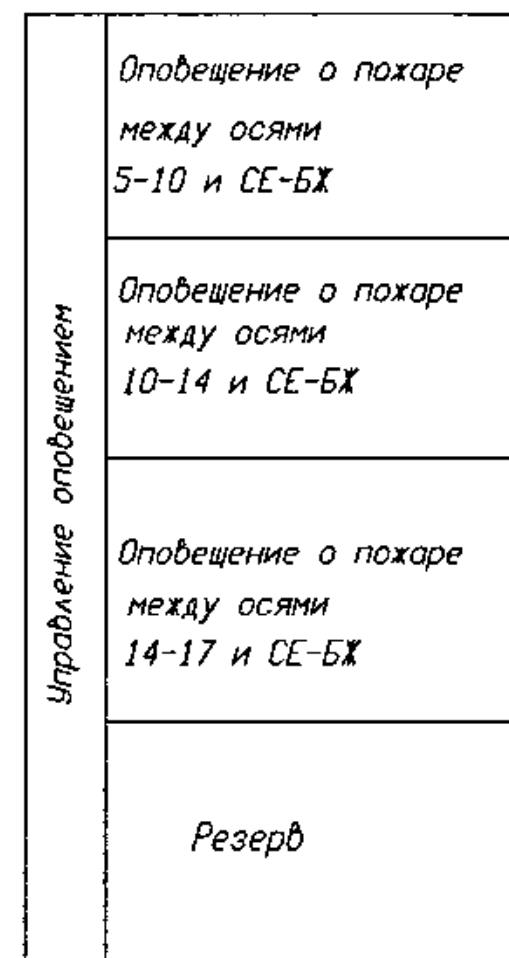 Управление оповещением
Оповещение о пожаре
между осями
5-10 и СЕ-БЖ
Оповещение о пожаре
между осями
10-14 и СЕ-БЖ
Оповещение о пожаре
между осями
14-17 и СЕ-БЖ
Резерв